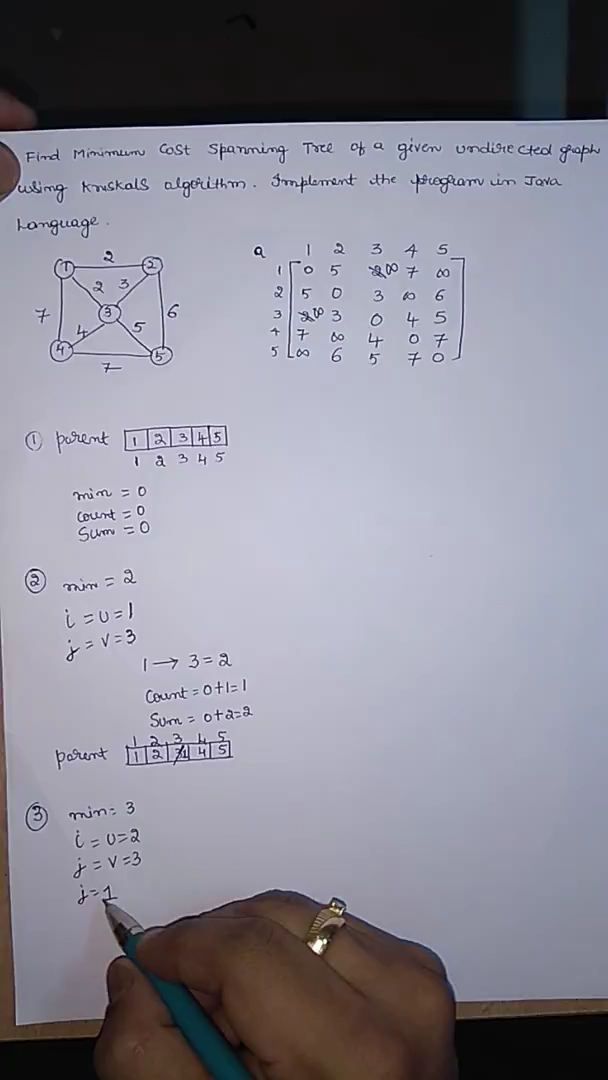 Find Minimum Cost Spanning Tree of a given undirected graph
using Kruskals algorithm. Implement the program in Java
Language.
2
1 2
2 3
7 3 6
4 5
4 5
7
a 1 2 3 4 5
1 0 5 ∞ 7 ∞
2 5 0 3 ∞ 6
3 ∞ 3 0 4 5
4 7 ∞ 4 0 7
5 ∞ 6 5 7 0
① parent 1 2 3 4 5
1 2 3 4 5
min = 0
count = 0
Sum = 0
② min = 2
i = u = 1
j = v = 3
1 → 3 = 2
Count = 0+1=1
Sum = 0+2=2
1 2 3 4 5
parent 1 2 1 4 5
③ min = 3
i = u = 2
j = v = 3
j = 1